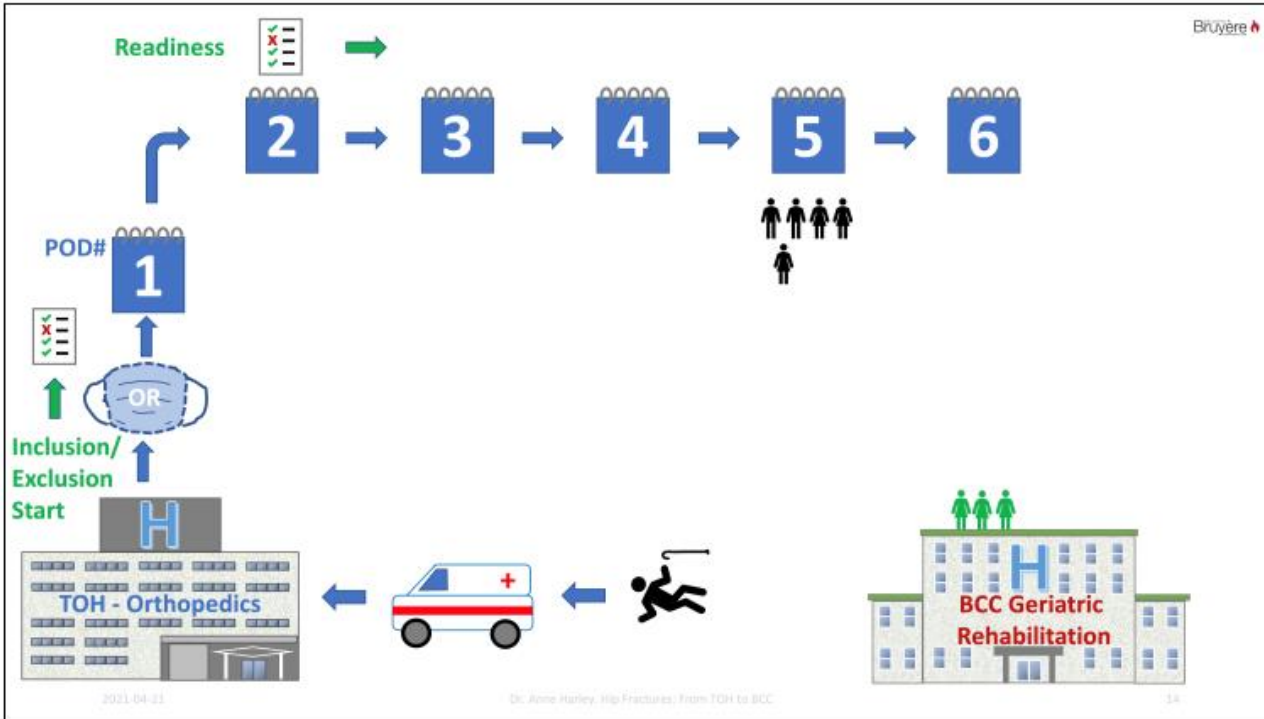 Bruyère
Readiness
2
3
4
5
6
POD#
1
OR
Inclusion/
Exclusion
Start
H
TOH - Orthopedics
H
BCC Geriatric
Rehabilitation
2021-04-21
Dr. Anne Harley, Hip Fractures: From TOH to BCC
14